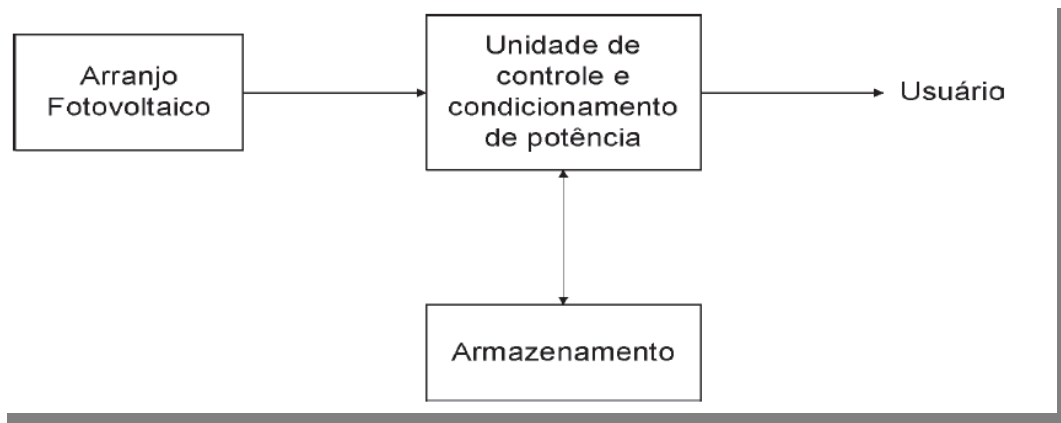 Arranjo
Fotovoltaico
Unidade de
controle e
condicionamento
de potência
Usuário
Armazenamento